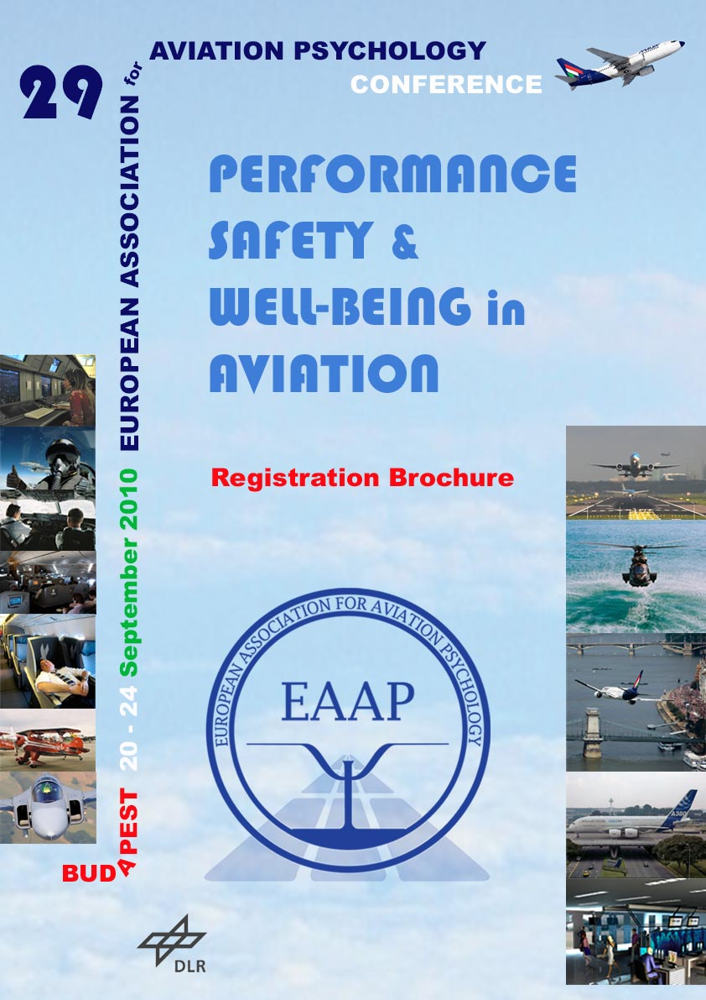 29
EUROPEAN ASSOCIATION for
AVIATION PSYCHOLOGY
CONFERENCE
PERFORMANCE
SAFETY &
WELL-BEING in
AVIATION
Registration Brochure
BUDAPEST 20 - 24 September 2010
EUROPEAN ASSOCIATION FOR AVIATION PSYCHOLOGY
EAAP
A380
DLR